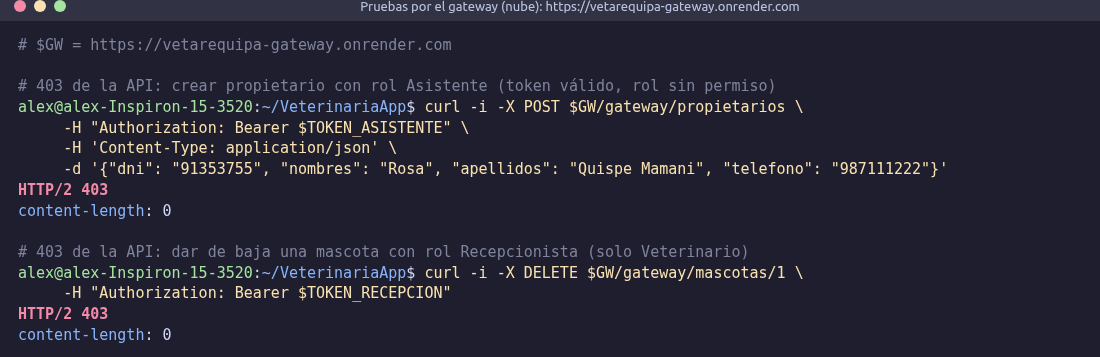 Pruebas por el gateway (nube): https://vetarequipa-gateway.onrender.com
# $GW = https://vetarequipa-gateway.onrender.com
# 403 de la API: crear propietario con rol Asistente (token válido, rol sin permiso)
alex@alex-Inspiron-15-3520:~/VeterinariaApp$ curl -i -X POST $GW/gateway/propietarios \
-H "Authorization: Bearer $TOKEN_ASISTENTE" \
-H 'Content-Type: application/json' \
-d '{"dni": "91353755", "nombres": "Rosa", "apellidos": "Quispe Mamani", "telefono": "987111222"}'
HTTP/2 403
content-length: 0
# 403 de la API: dar de baja una mascota con rol Recepcionista (solo Veterinario)
alex@alex-Inspiron-15-3520:~/VeterinariaApp$ curl -i -X DELETE $GW/gateway/mascotas/1 \
-H "Authorization: Bearer $TOKEN_RECEPCION"
HTTP/2 403
content-length: 0